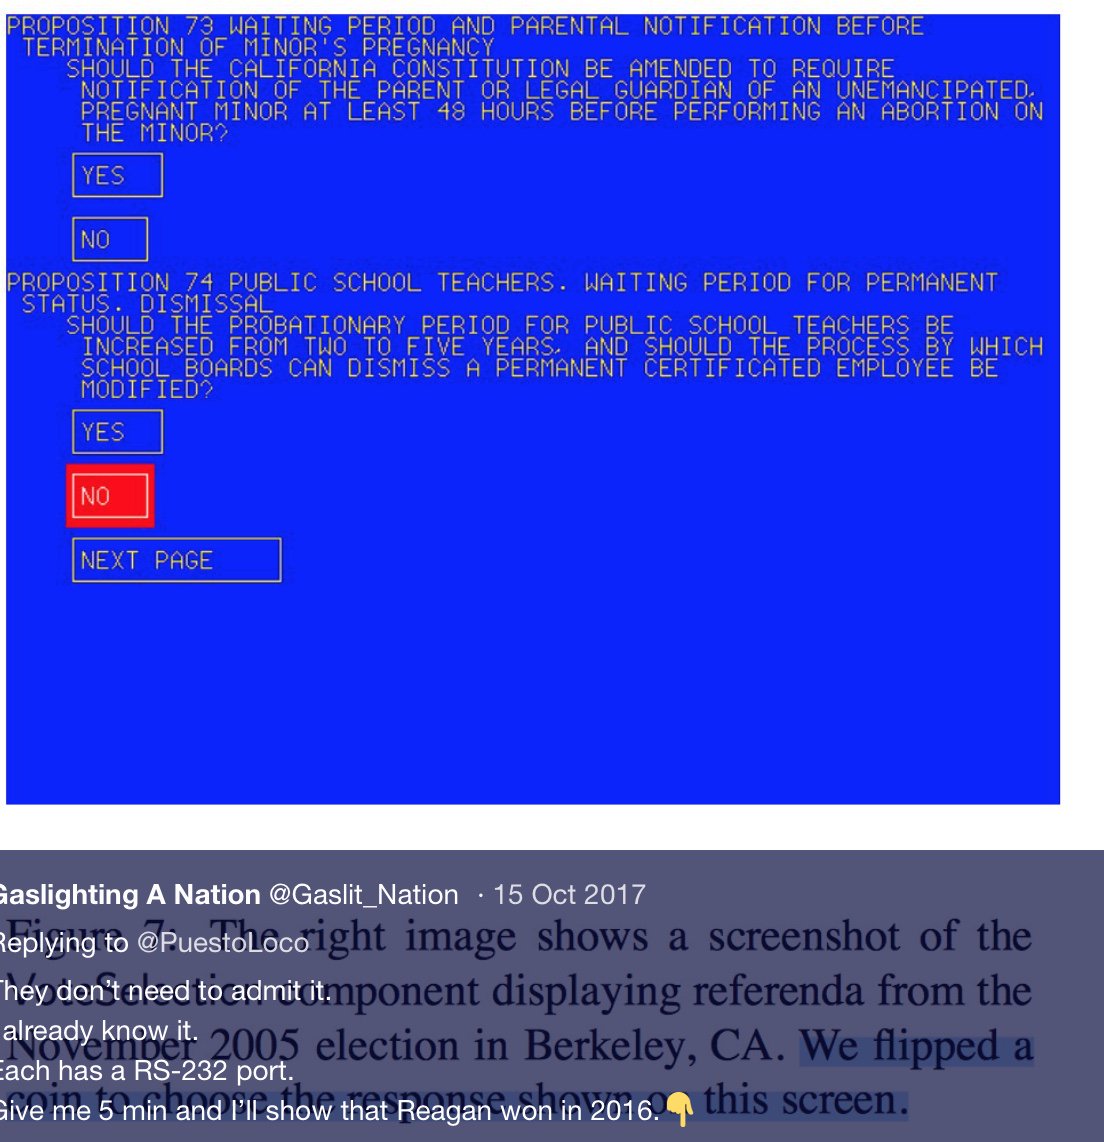 PROPOSITION 73 WAITING PERIOD AND PARENTAL NOTIFICATION BEFORE
TERMINATION OF MINOR'S PREGNANCY
SHOULD THE CALIFORNIA CONSTITUTION BE AMENDED TO REQUIRE
NOTIFICATION OF THE PARENT OR LEGAL GUARDIAN OF AN UNEMANCIPATED,
PREGNANT MINOR AT LEAST 48 HOURS BEFORE PERFORMING AN ABORTION ON
THE MINOR?
YES
NO
PROPOSITION 74 PUBLIC SCHOOL TEACHERS. WAITING PERIOD FOR PERMANENT
STATUS. DISMISSAL
SHOULD THE PROBATIONARY PERIOD FOR PUBLIC SCHOOL TEACHERS BE
INCREASED FROM TWO TO FIVE YEARS, AND SHOULD THE PROCESS BY WHICH
SCHOOL BOARDS CAN DISMISS A PERMANENT CERTIFICATED EMPLOYEE BE
MODIFIED?
YES
NO
NEXT PAGE
Gaslighting A Nation @Gaslit_Nation · 15 Oct 2017
Replying to @PuestoLoco
They don't need to admit it.
already know it.
Each has a RS-232 port.
Give me 5 min and I'll show that Reagan won in 2016.👇
Figure 7: The right image shows a screenshot of the
VoteSelection component displaying referenda from the
November 2005 election in Berkeley, CA. We flipped a
coin to choose the response shown on this screen.